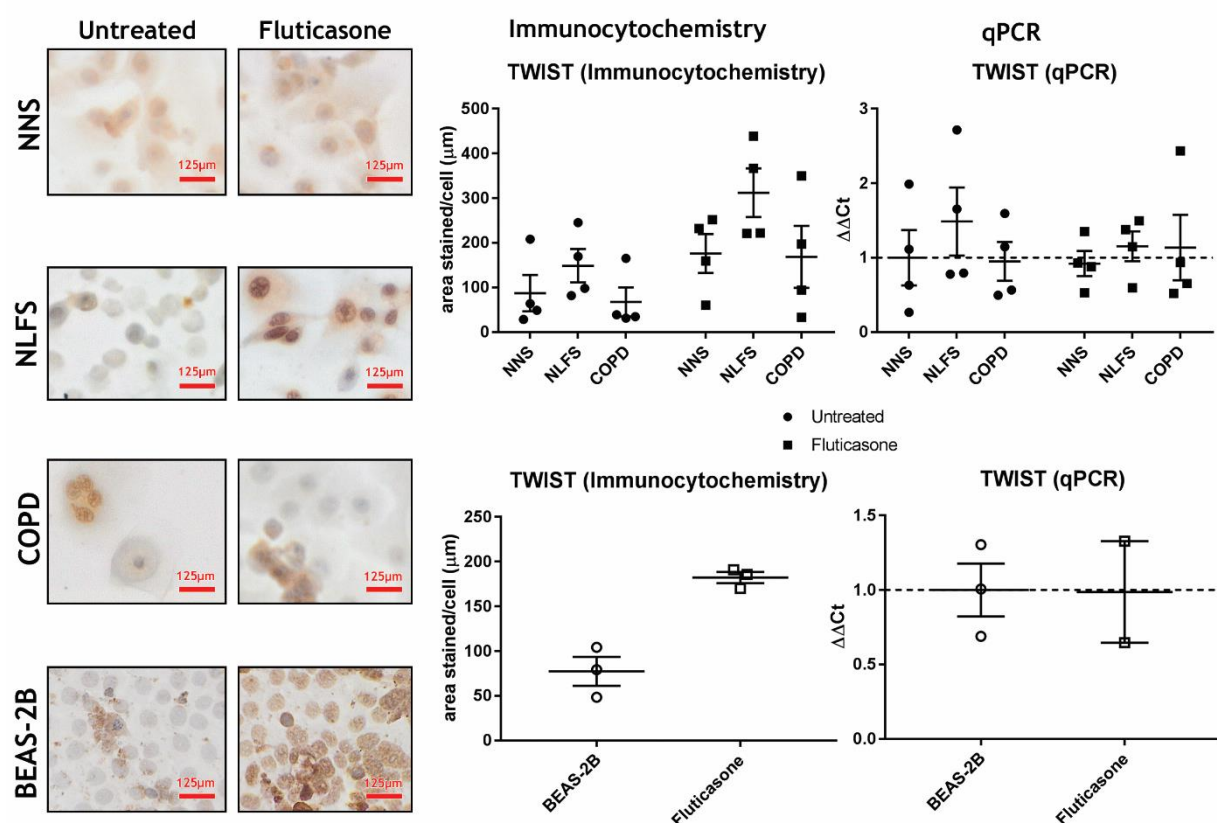 Untreated
Fluticasone
NNS
125µm
125µm
NLFS
125µm
125µm
COPD
125µm
125µm
BEAS-2B
125µm
125µm
Immunocytochemistry
TWIST (Immunocytochemistry)
area stained/cell (µm)
500
400
300
200
100
0
NNS
NLFS
COPD
NNS
NLFS
COPD
qPCR
TWIST (qPCR)
ΔΔCt
3
2
1
0
NNS
NLFS
COPD
NNS
NLFS
COPD
Untreated
Fluticasone
TWIST (Immunocytochemistry)
area stained/cell (µm)
250
200
150
100
50
0
BEAS-2B
Fluticasone
TWIST (qPCR)
ΔΔCt
1.5
1.0
0.5
0.0
BEAS-2B
Fluticasone